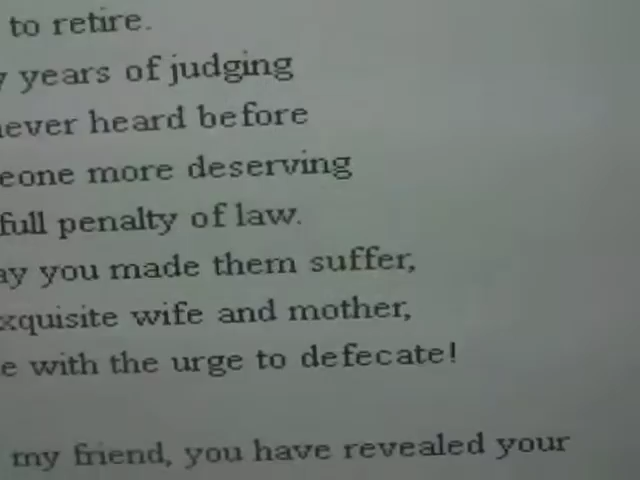 to retire.
years of judging
never heard before
eone more deserving
full penalty of law.
ay you made them suffer,
xquisite wife and mother,
e with the urge to defecate!
my friend, you have revealed your